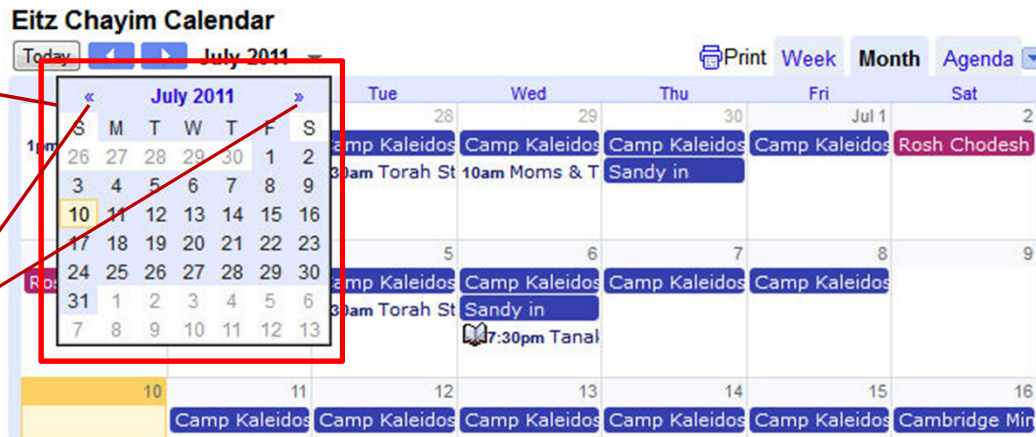 Eitz Chayim Calendar
Today July 2011 Print Week Month Agenda
« July 2011 »
S M T W T F S
26 27 28 29 30 1 2
3 4 5 6 7 8 9
10 11 12 13 14 15 16
17 18 19 20 21 22 23
24 25 26 27 28 29 30
31 1 2 3 4 5 6
7 8 9 10 11 12 13
Tue Wed Thu Fri Sat
28 29 30 Jul 1 2
1pm
amp Kaleidos Camp Kaleidos Camp Kaleidos Camp Kaleidos Rosh Chodesh
30am Torah St 10am Moms & T Sandy in
5 6 7 8 9
Ros amp Kaleidos Camp Kaleidos Camp Kaleidos Camp Kaleidos
30am Torah St Sandy in
7:30pm Tanak
10 11 12 13 14 15 16
Camp Kaleidos Camp Kaleidos Camp Kaleidos Camp Kaleidos Camp Kaleidos Cambridge Min